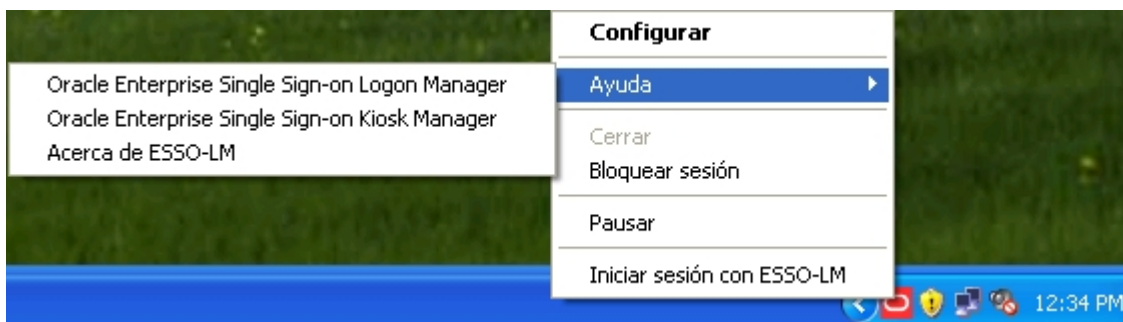 Configurar
Ayuda
Oracle Enterprise Single Sign-on Logon Manager
Oracle Enterprise Single Sign-on Kiosk Manager
Acerca de ESSO-LM
Cerrar
Bloquear sesión
Pausar
Iniciar sesión con ESSO-LM
12:34 PM